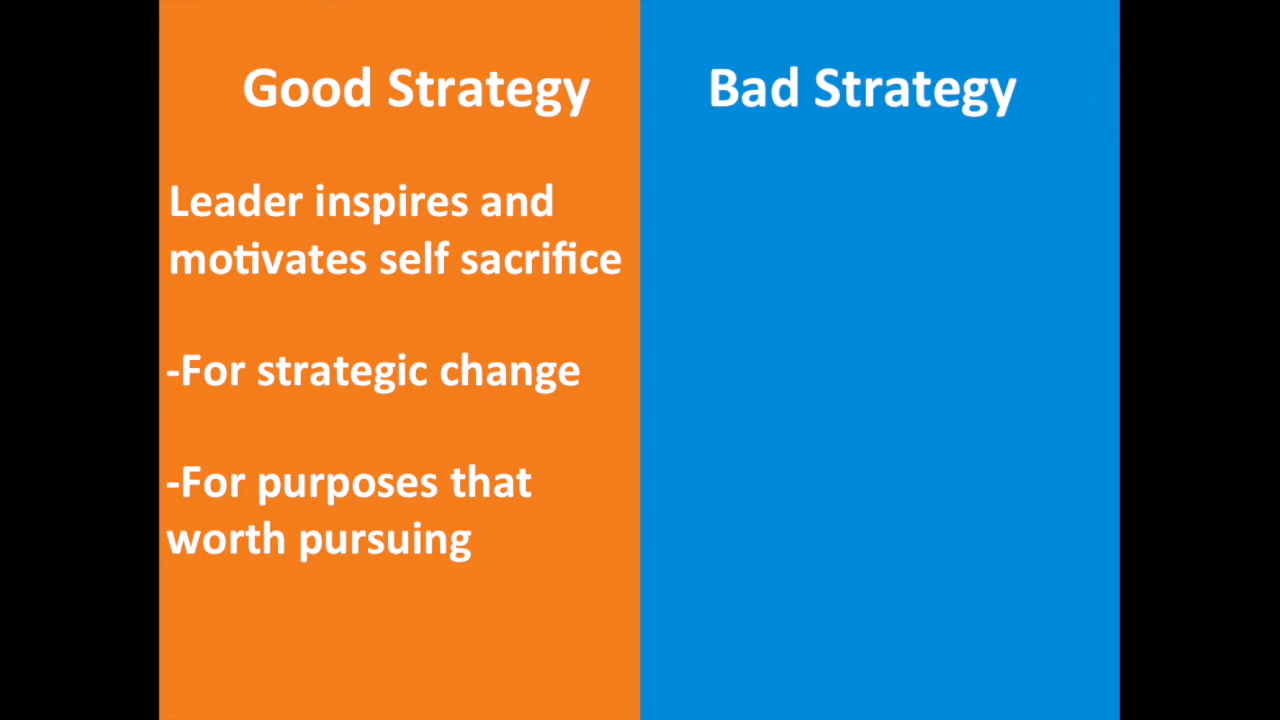 Good Strategy
Bad Strategy
Leader inspires and
motivates self sacrifice
-For strategic change
-For purposes that
worth pursuing